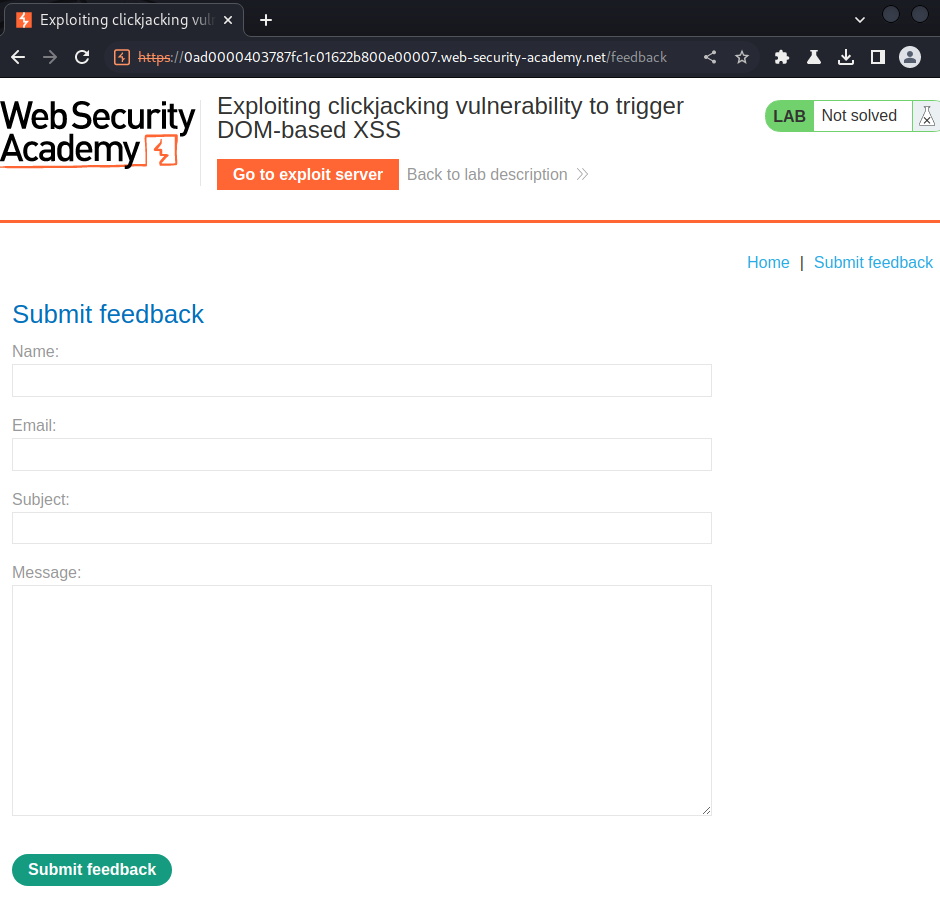 Exploiting clickjacking vul
https://0ad0000403787fc1c01622b800e00007.web-security-academy.net/feedback
Web Security
Academy
Exploiting clickjacking vulnerability to trigger
DOM-based XSS
LAB Not solved
Go to exploit server Back to lab description
Home | Submit feedback
Submit feedback
Name:
Email:
Subject:
Message:
Submit feedback